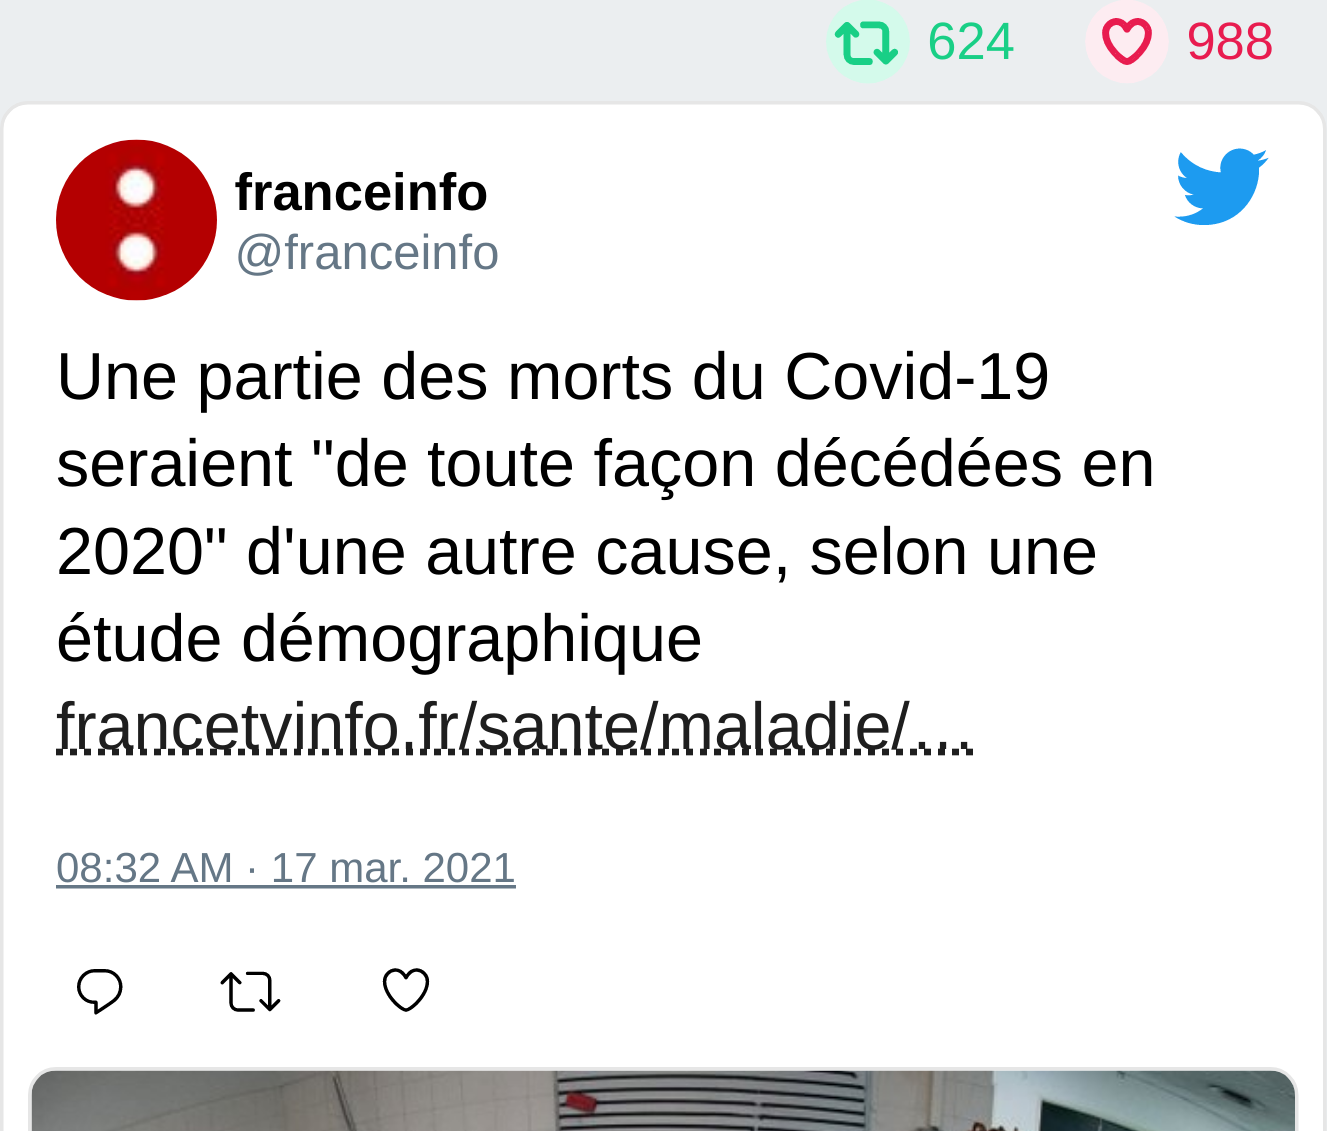 624 988
franceinfo
@franceinfo
Une partie des morts du Covid-19
seraient "de toute façon décédées en
2020" d'une autre cause, selon une
étude démographique
francetvinfo.fr/sante/maladie/...
08:32 AM · 17 mar. 2021